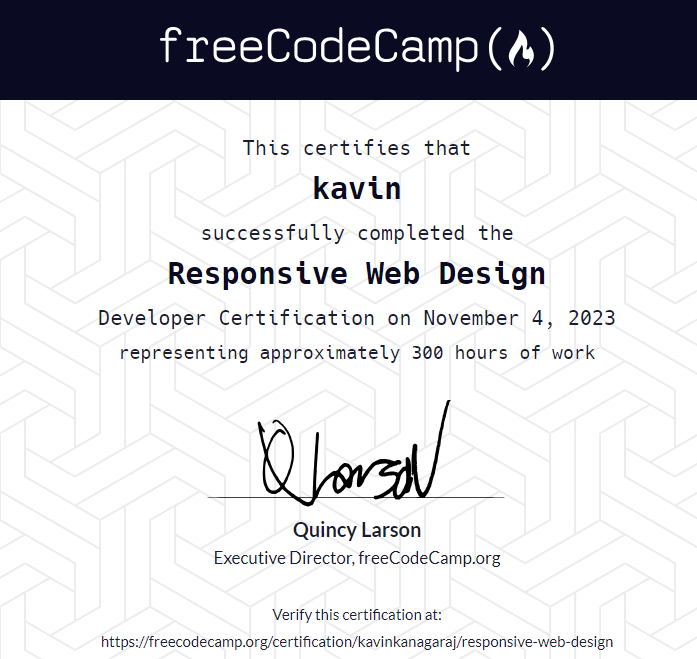 freeCodeCamp
This certifies that
kavin
successfully completed the
Responsive Web Design
Developer Certification on November 4, 2023
representing approximately 300 hours of work
Q Larson
Quincy Larson
Executive Director, freeCodeCamp.org
Verify this certification at:
https://freecodecamp.org/certification/kavinkanagaraj/responsive-web-design